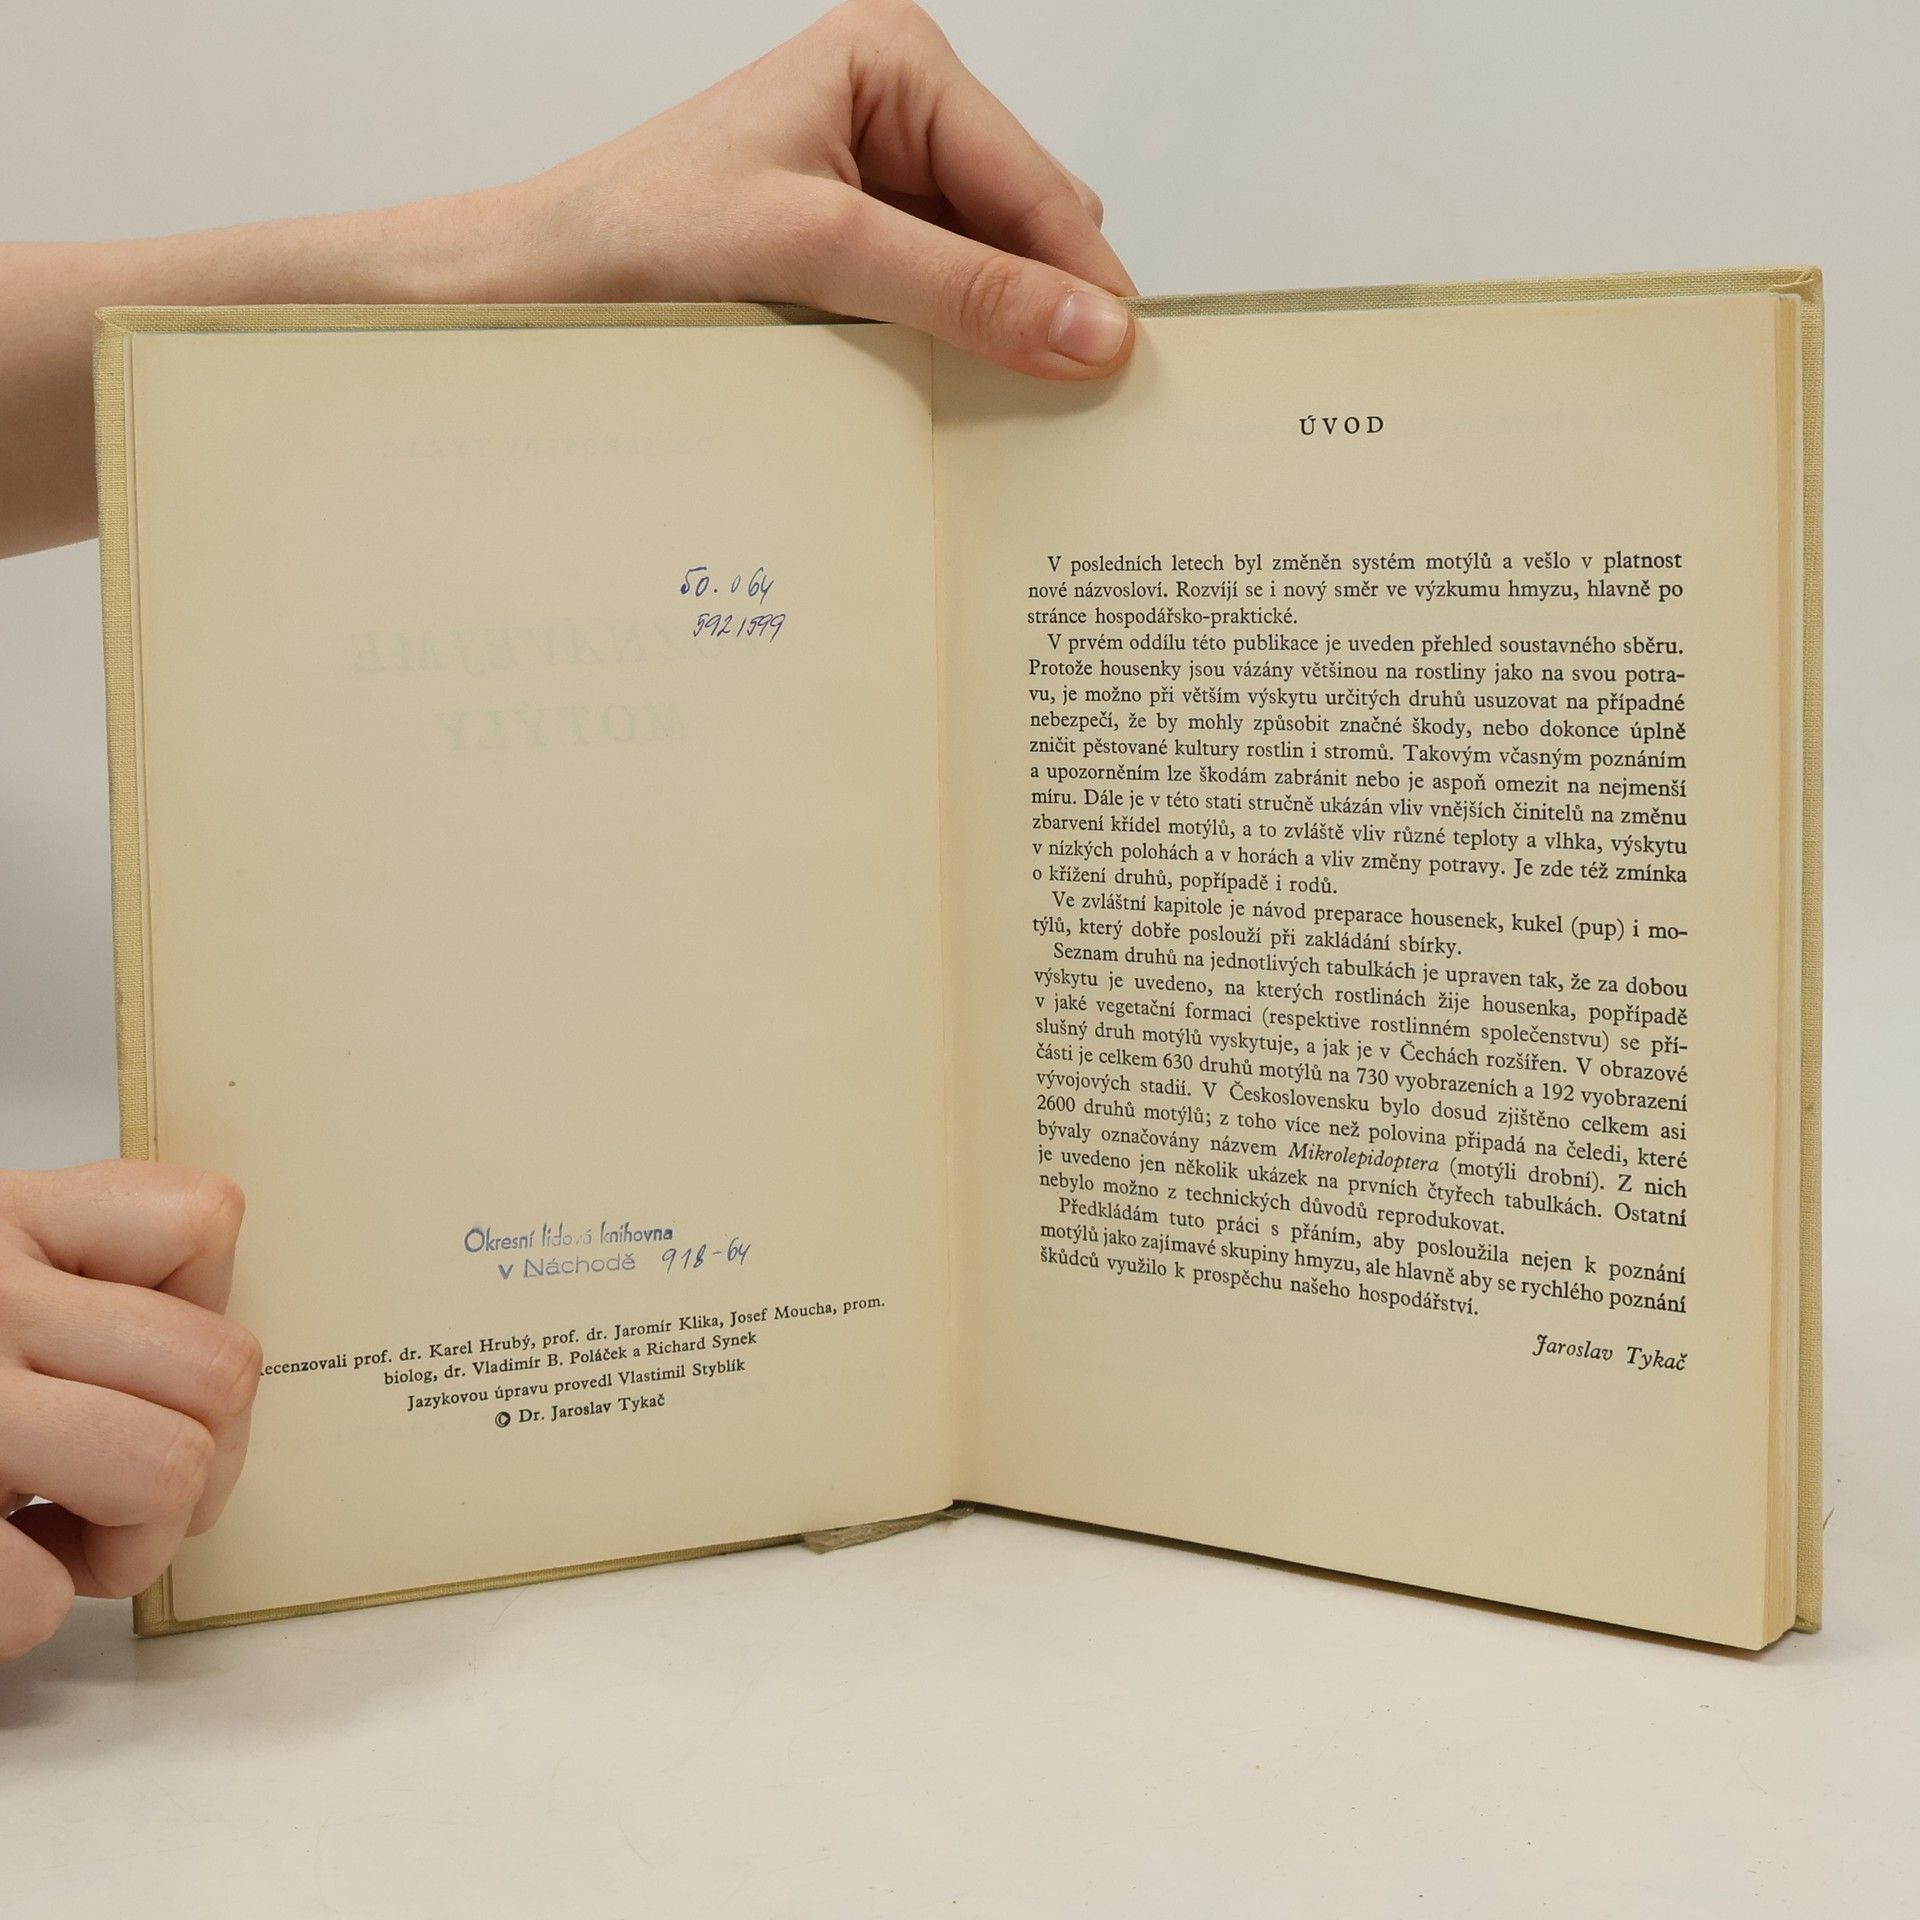 50.064
592/599
Okresní lidová knihovna
v Náchodě 918-64
ecenzovali prof. dr. Karel Hrubý, prof. dr. Jaromír Klika, Josef Moucha, prom.
biolog, dr. Vladimír B. Poláček a Richard Synek
Jazykovou úpravu provedl Vlastimil Styblík
© Dr. Jaroslav Tykač
ÚVOD
V posledních letech byl změněn systém motýlů a vešlo v platnost
nové názvosloví. Rozvíjí se i nový směr ve výzkumu hmyzu, hlavně po
stránce hospodářsko-praktické.
V prvém oddílu této publikace je uveden přehled soustavného sběru.
Protože housenky jsou vázány většinou na rostliny jako na svou potra-
vu, je možno při větším výskytu určitých druhů usuzovat na případné
nebezpečí, že by mohly způsobit značné škody, nebo dokonce úplně
zničit pěstované kultury rostlin i stromů. Takovým včasným poznáním
a upozorněním lze škodám zabránit nebo je aspoň omezit na nejmenší
míru. Dále je v této stati stručně ukázán vliv vnějších činitelů na změnu
zbarvení křídel motýlů, a to zvláště vliv různé teploty a vlhka, výskytu
v nízkých polohách a v horách a vliv změny potravy. Je zde též zmínka
o křížení druhů, popřípadě i rodů.
Ve zvláštní kapitole je návod preparace housenek, kukel (pup) i mo-
týlů, který dobře poslouží při zakládání sbírky.
Seznam druhů na jednotlivých tabulkách je upraven tak, že za dobou
výskytu je uvedeno, na kterých rostlinách žije housenka, popřípadě
v jaké vegetační formaci (respektive rostlinném společenstvu) se pří-
slušný druh motýlů vyskytuje, a jak je v Čechách rozšířen. V obrazové
části je celkem 630 druhů motýlů na 730 vyobrazeních a 192 vyobrazení
vývojových stadií. V Československu bylo dosud zjištěno celkem asi
2600 druhů motýlů; z toho více než polovina připadá na čeledi, které
bývaly označovány názvem Mikrolepidoptera (motýli drobní). Z nich
je uvedeno jen několik ukázek na prvních čtyřech tabulkách. Ostatní
nebylo možno z technických důvodů reprodukovat.
Předkládám tuto práci s přáním, aby posloužila nejen k poznání
motýlů jako zajímavé skupiny hmyzu, ale hlavně aby se rychlého poznání
škůdců využilo k prospěchu našeho hospodářství.
Jaroslav Tykač